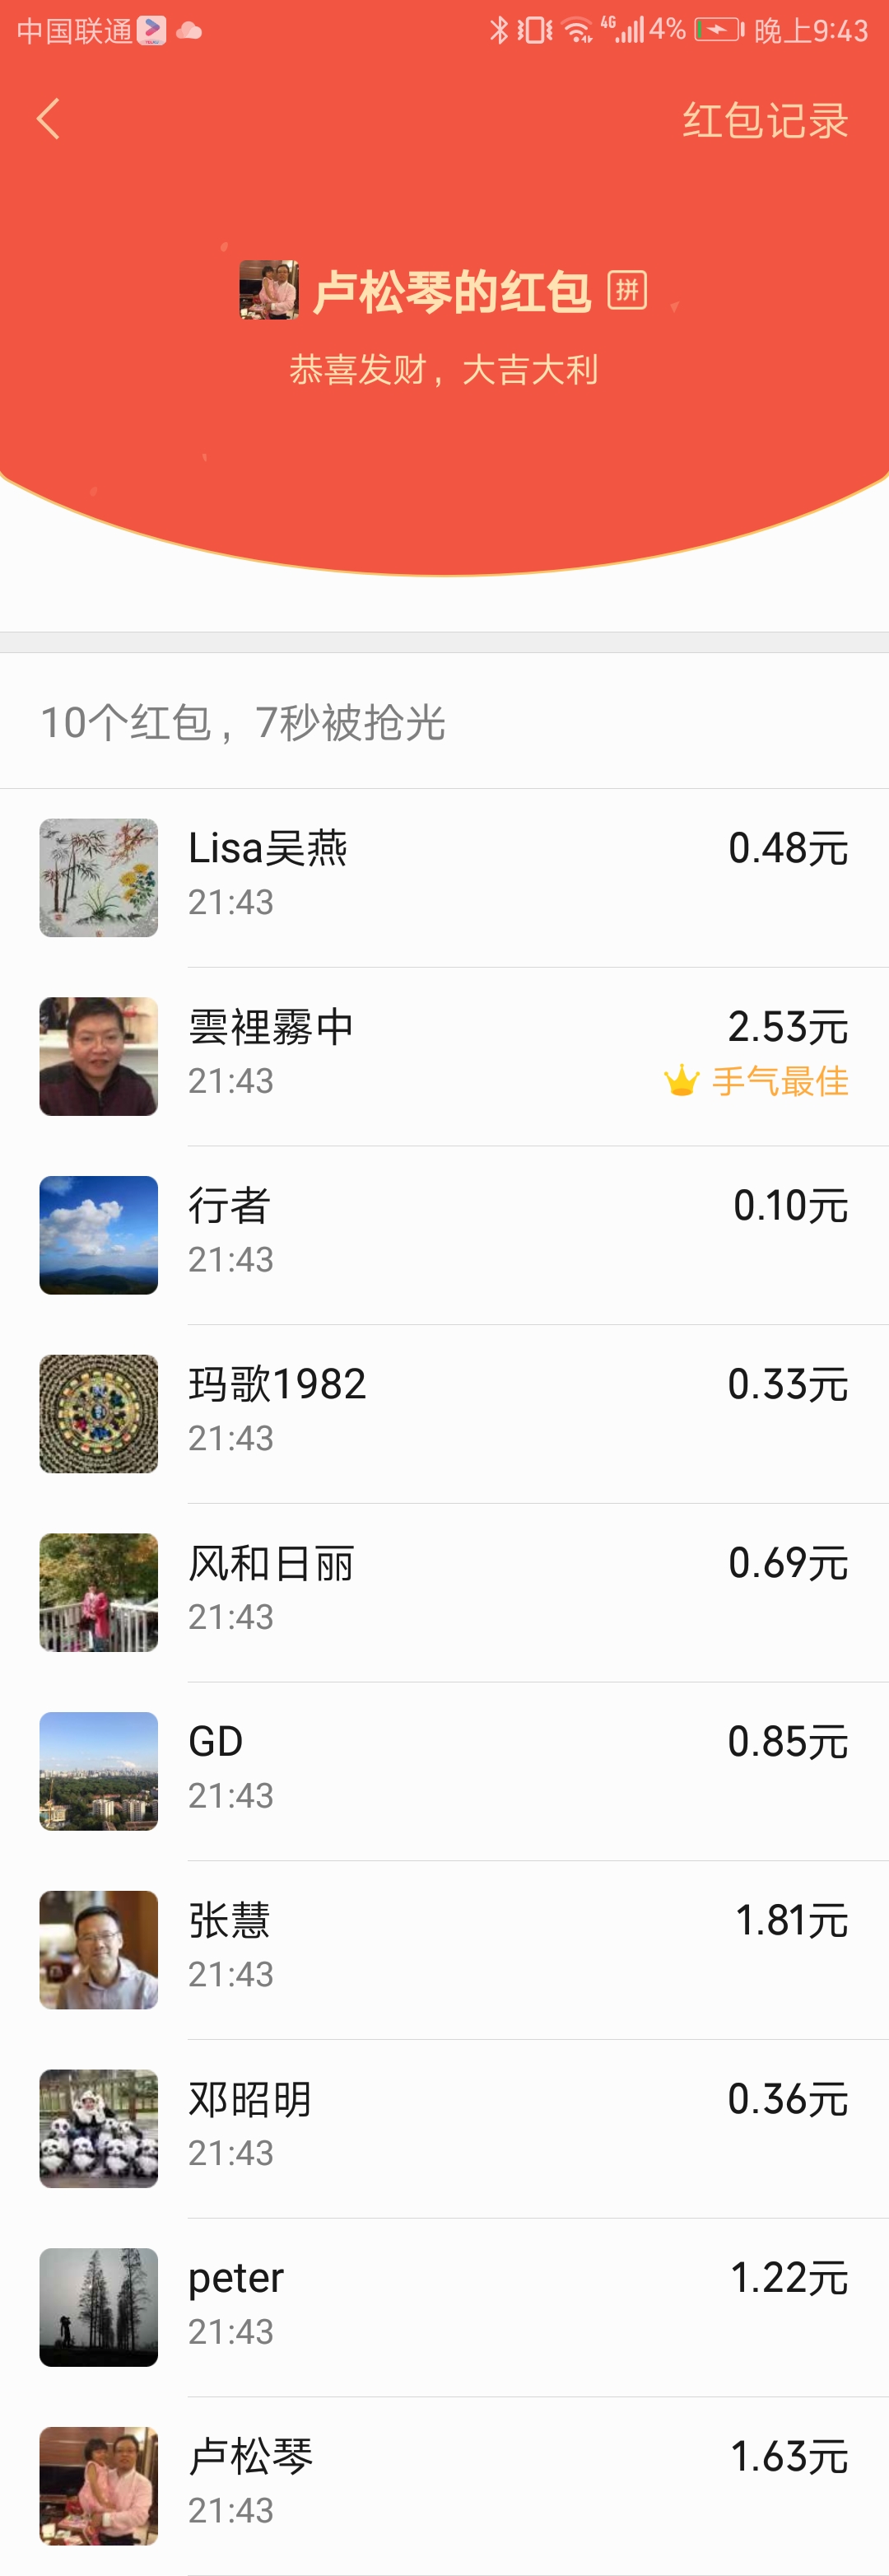 中国联通 4G 4% 晚上9:43
红包记录
卢松琴的红包 拼
恭喜发财，大吉大利
10个红包，7秒被抢光
Lisa吴燕 0.48元
21:43
雲裡霧中 2.53元
21:43 手气最佳
行者 0.10元
21:43
玛歌1982 0.33元
21:43
风和日丽 0.69元
21:43
GD 0.85元
21:43
张慧 1.81元
21:43
邓昭明 0.36元
21:43
peter 1.22元
21:43
卢松琴 1.63元
21:43